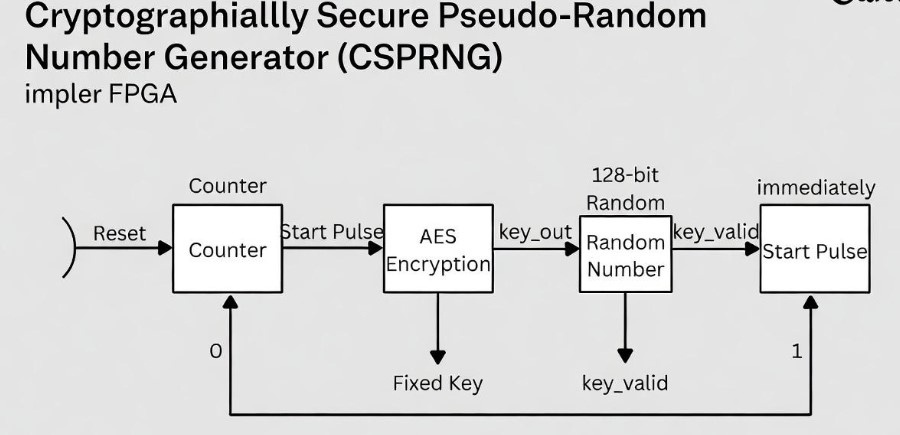 Cryptographiallly Secure Pseudo-Random
Number Generator (CSPRNG)
impler FPGA
128-bit
Counter
Random
immediately
Reset
Counter
Start Pulse
AES
Encryption
key_out
Random
Number
key_valid
Start Pulse
0
1
Fixed Key
key_valid